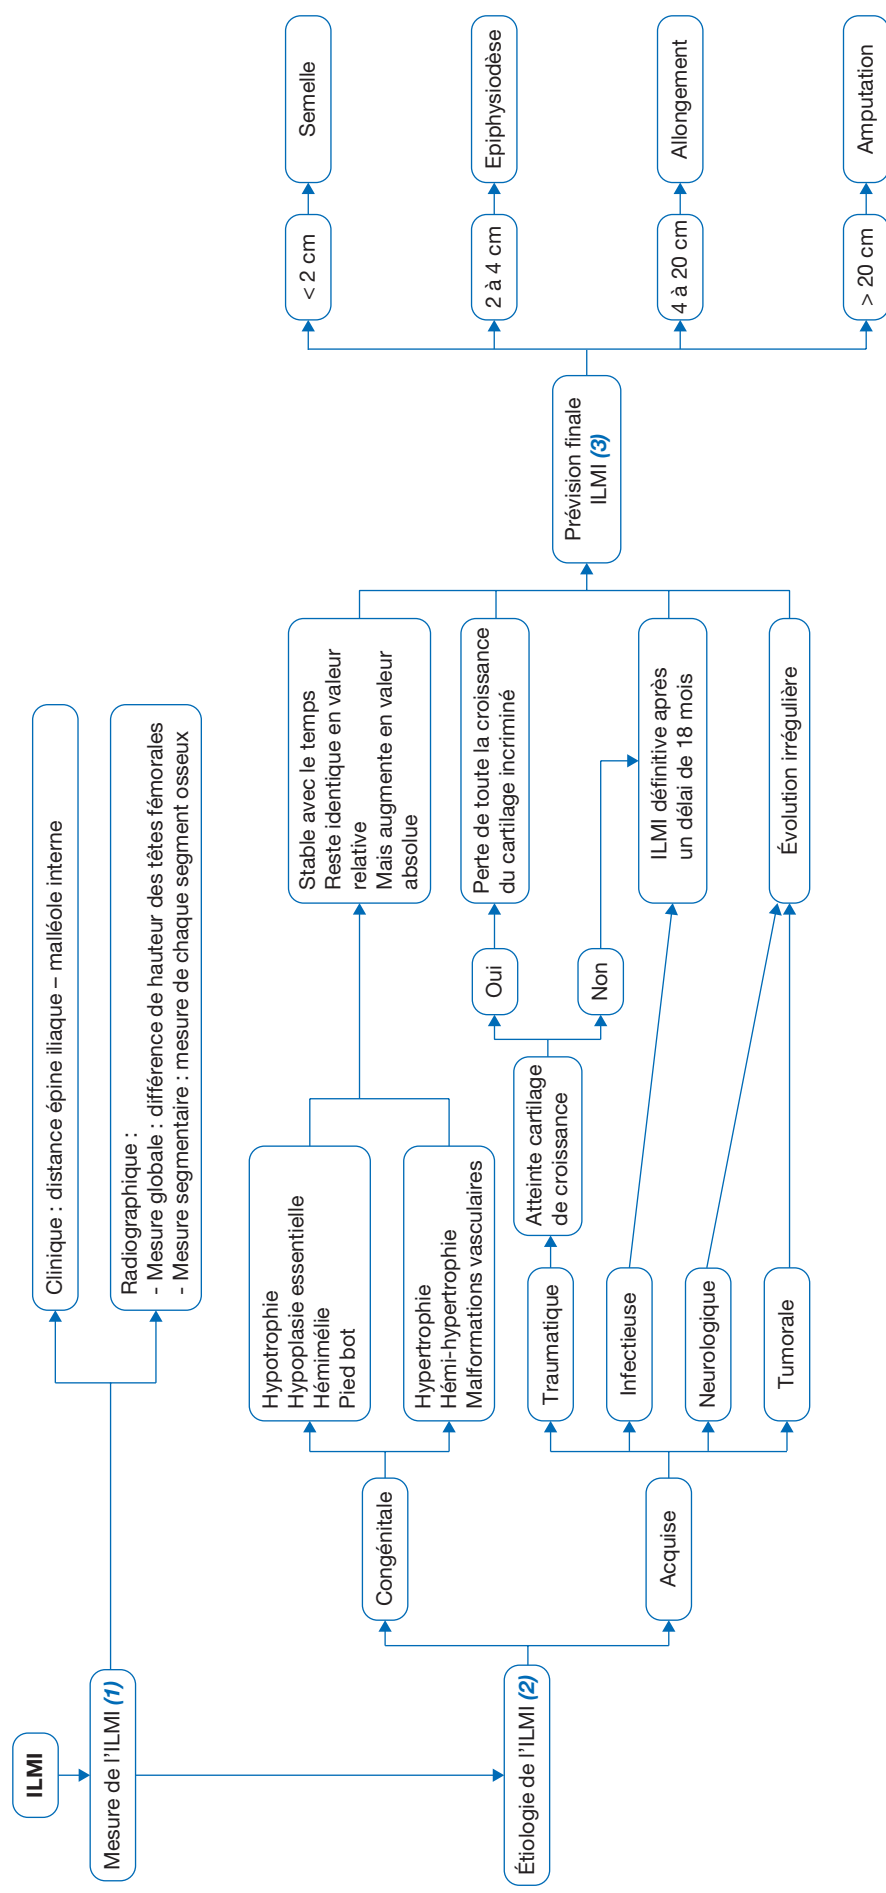 ILMI
Mesure de l'ILMI (1)
Clinique : distance épine iliaque – malléole interne
Radiographique :
- Mesure globale : différence de hauteur des têtes fémorales
- Mesure segmentaire : mesure de chaque segment osseux
Étiologie de l'ILMI (2)
Congénitale
Hypotrophie
Hypoplasie essentielle
Hémimélie
Pied bot
Hypertrophie
Hémi-hypertrophie
Malformations vasculaires
Stable avec le temps
Reste identique en valeur
relative
Mais augmente en valeur
absolue
Acquise
Traumatique
Atteinte cartilage
de croissance
Oui
Perte de toute la croissance
du cartilage incriminé
Non
Infectieuse
ILMI définitive après
un délai de 18 mois
Neurologique
Tumorale
Évolution irrégulière
Prévision finale
ILMI (3)
< 2 cm
Semelle
2 à 4 cm
Epiphysiodèse
4 à 20 cm
Allongement
> 20 cm
Amputation